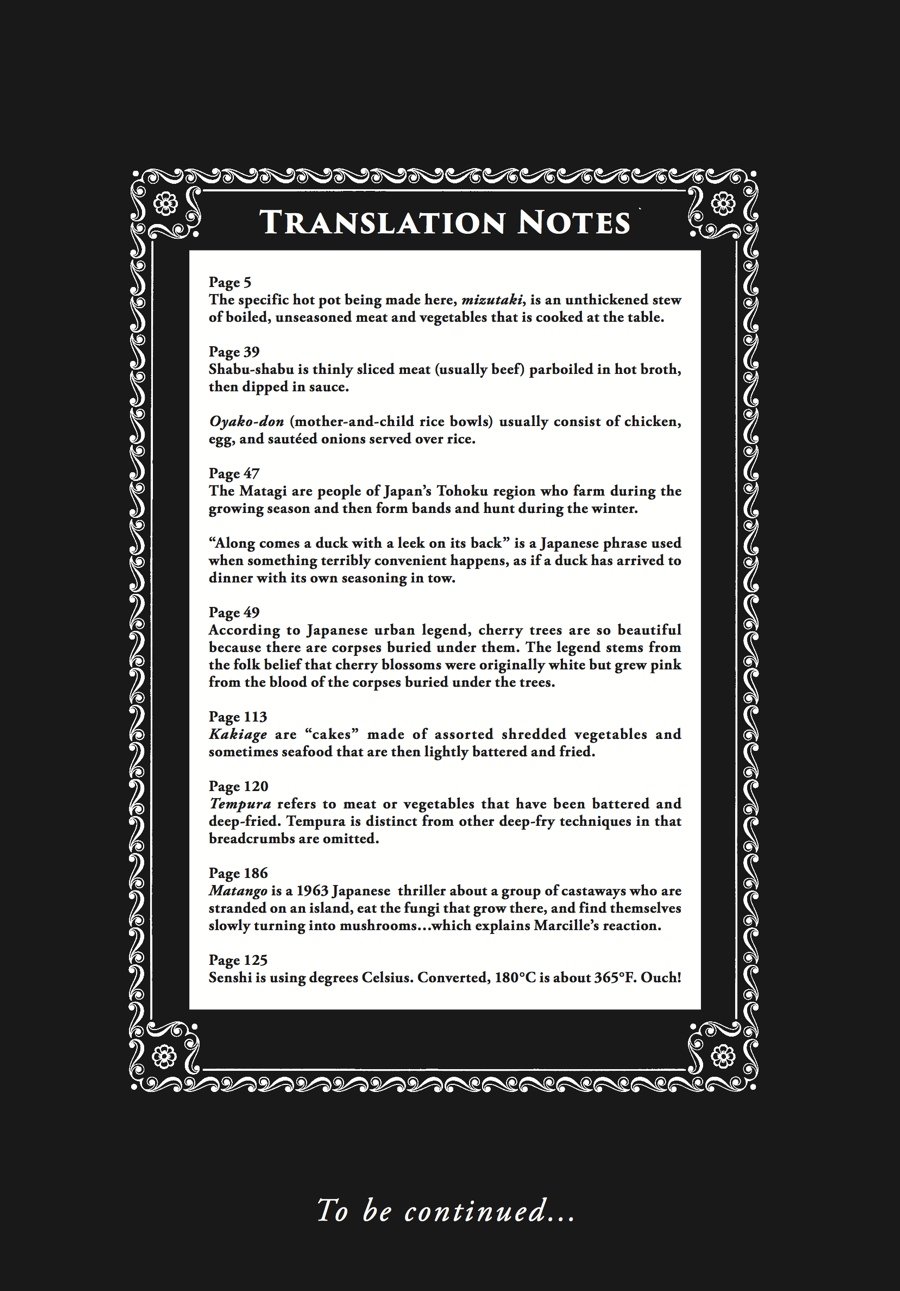 TRANSLATION NOTES
Page 5
The specific hot pot being made here, mizutaki, is an unthickened stew
of boiled, unseasoned meat and vegetables that is cooked at the table.
Page 39
Shabu-shabu is thinly sliced meat (usually beef) parboiled in hot broth,
then dipped in sauce.
Oyako-don (mother-and-child rice bowls) usually consist of chicken,
egg, and sautéed onions served over rice.
Page 47
The Matagi are people of Japan’s Tohoku region who farm during the
growing season and then form bands and hunt during the winter.
“Along comes a duck with a leek on its back” is a Japanese phrase used
when something terribly convenient happens, as if a duck has arrived to
dinner with its own seasoning in tow.
Page 49
According to Japanese urban legend, cherry trees are so beautiful
because there are corpses buried under them. The legend stems from
the folk belief that cherry blossoms were originally white but grew pink
from the blood of the corpses buried under the trees.
Page 113
Kakiage are “cakes” made of assorted shredded vegetables and
sometimes seafood that are then lightly battered and fried.
Page 120
Tempura refers to meat or vegetables that have been battered and
deep-fried. Tempura is distinct from other deep-fry techniques in that
breadcrumbs are omitted.
Page 186
Matango is a 1963 Japanese thriller about a group of castaways who are
stranded on an island, eat the fungi that grow there, and find themselves
slowly turning into mushrooms...which explains Marcille’s reaction.
Page 125
Senshi is using degrees Celsius. Converted, 180°C is about 365°F. Ouch!
To be continued...